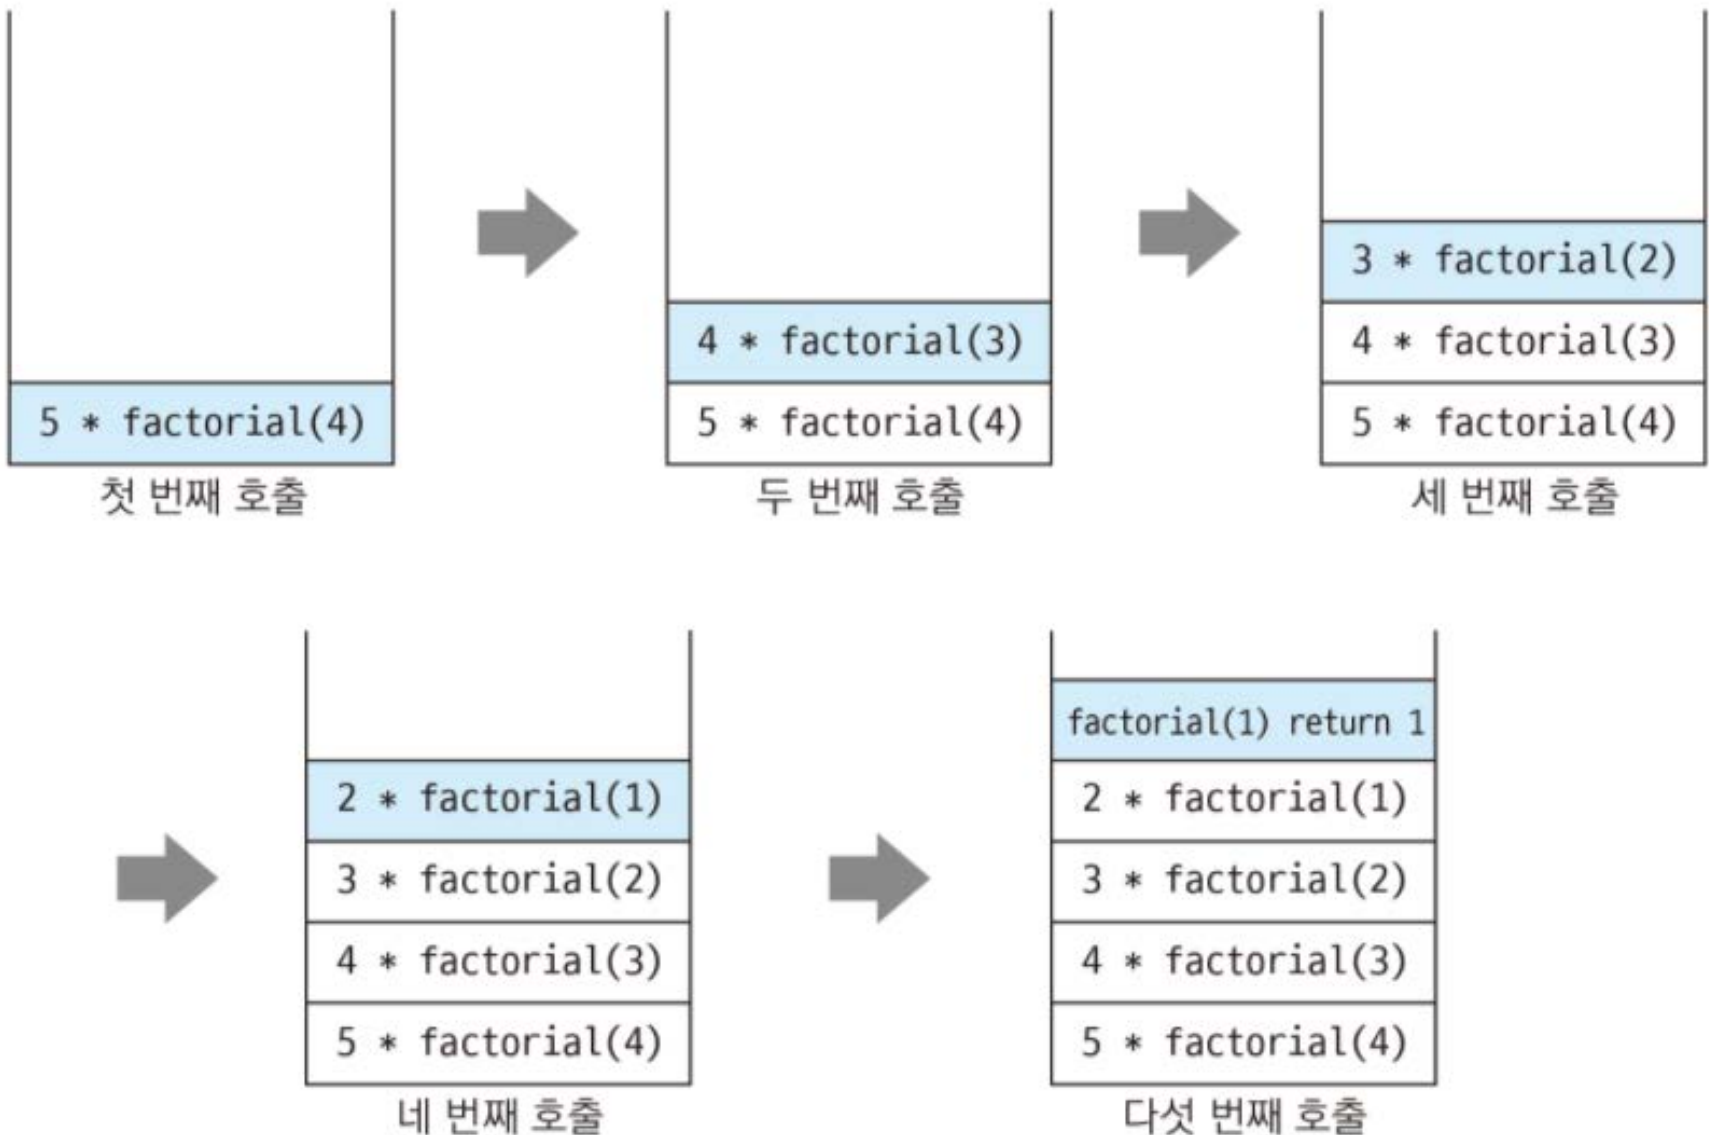 5 * factorial(4)
첫 번째 호출
4 * factorial(3)
5 * factorial(4)
두 번째 호출
3 * factorial(2)
4 * factorial(3)
5 * factorial(4)
세 번째 호출
2 * factorial(1)
3 * factorial(2)
4 * factorial(3)
5 * factorial(4)
네 번째 호출
factorial(1) return 1
2 * factorial(1)
3 * factorial(2)
4 * factorial(3)
5 * factorial(4)
다섯 번째 호출